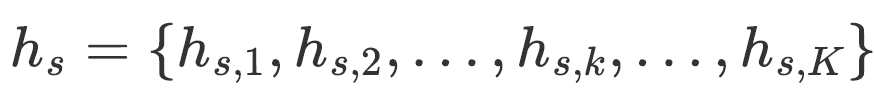 h_s = {h_{s,1}, h_{s,2}, . . . , h_{s,k}, . . . , h_{s,K}}